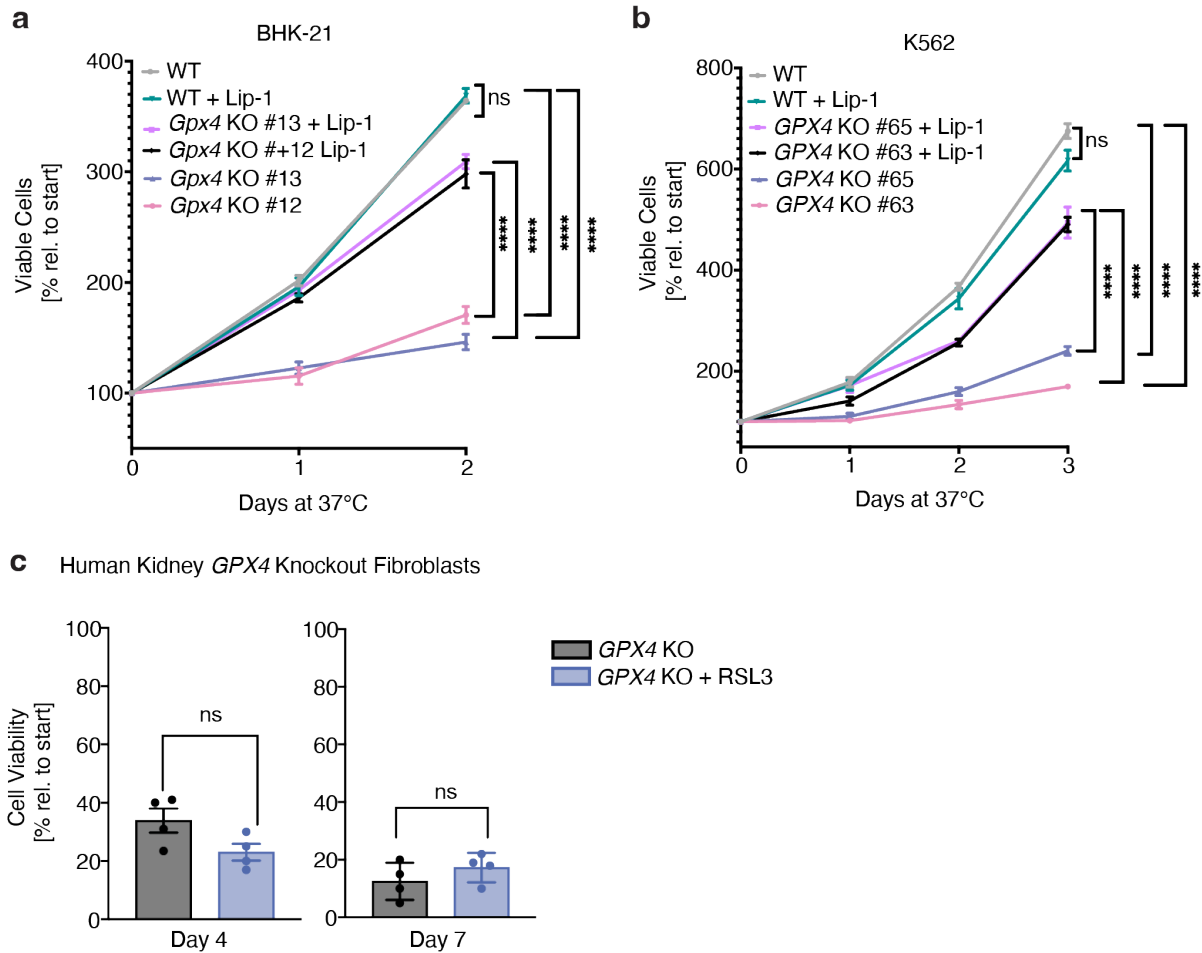 a
BHK-21
400
300
200
100
Viable Cells
[% rel. to start]
WT
WT + Lip-1
Gpx4 KO #13 + Lip-1
Gpx4 KO #+12 Lip-1
Gpx4 KO #13
Gpx4 KO #12
ns
****
****
****
****
0 1 2
Days at 37°C
b
K562
800
600
400
200
Viable Cells
[% rel. to start]
WT
WT + Lip-1
GPX4 KO #65 + Lip-1
GPX4 KO #63 + Lip-1
GPX4 KO #65
GPX4 KO #63
ns
****
****
****
****
0 1 2 3
Days at 37°C
c Human Kidney GPX4 Knockout Fibroblasts
Cell Viability
[% rel. to start]
100
80
60
40
20
0
ns
Day 4
100
80
60
40
20
0
ns
Day 7
GPX4 KO
GPX4 KO + RSL3